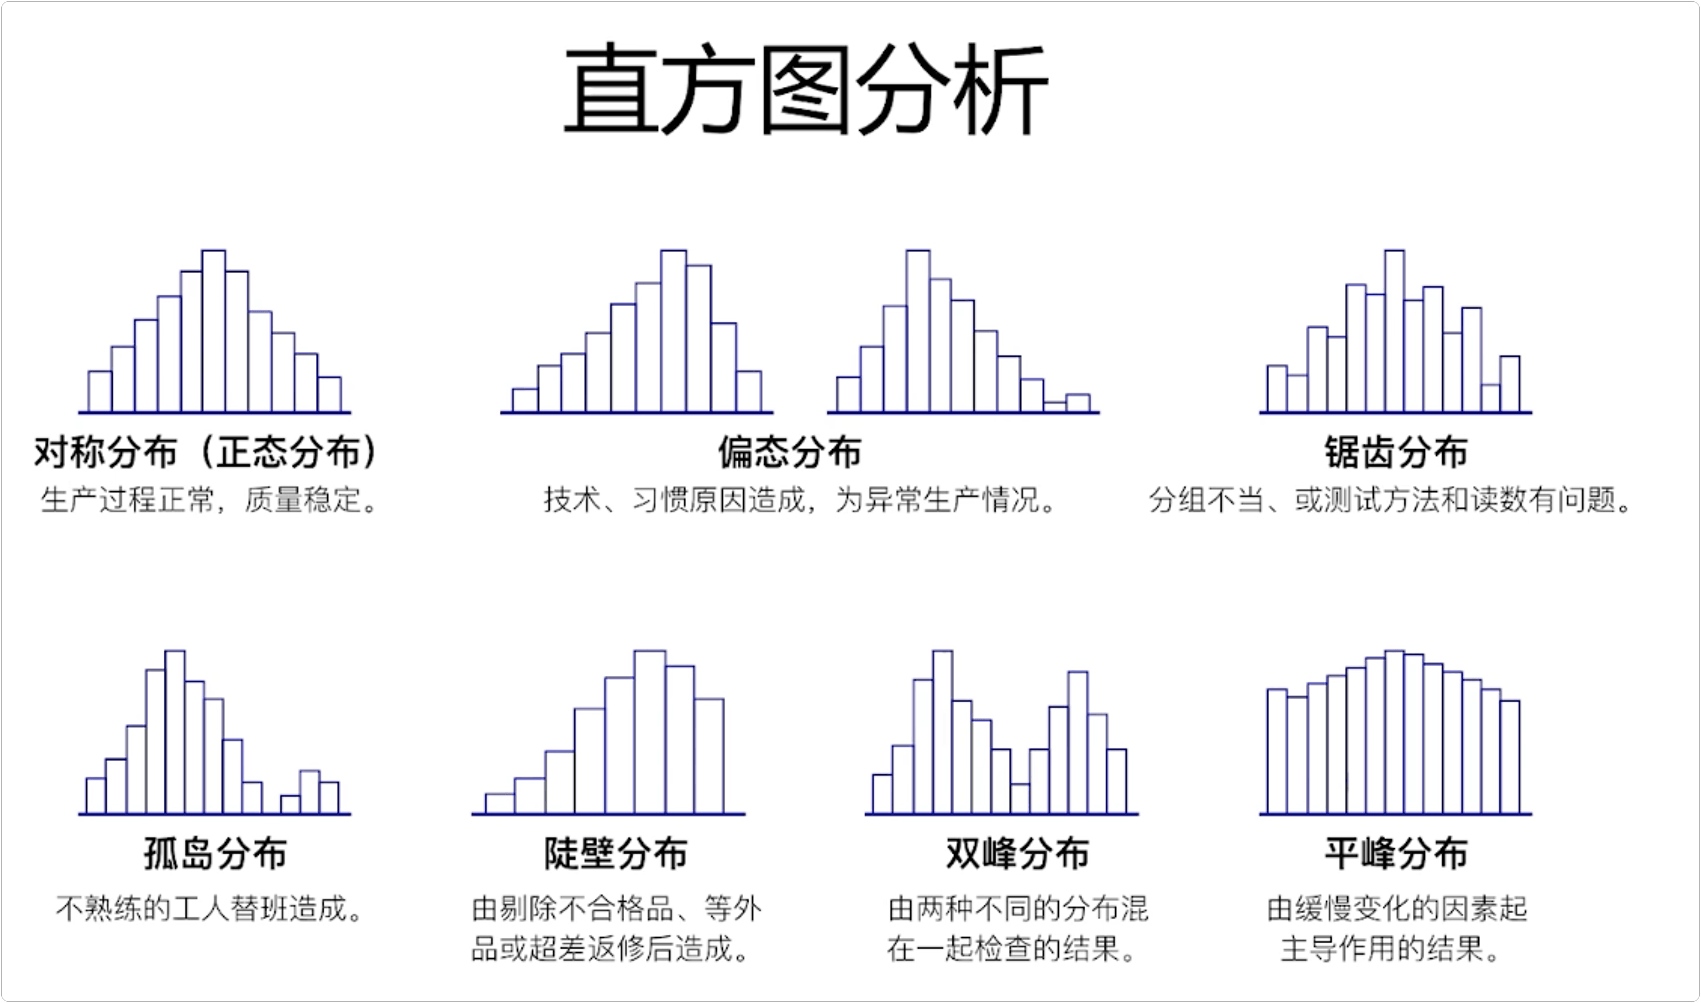 直方图分析
对称分布（正态分布）
生产过程正常，质量稳定。
偏态分布
技术、习惯原因造成，为异常生产情况。
锯齿分布
分组不当、或测试方法和读数有问题。
孤岛分布
不熟练的工人替班造成。
陡壁分布
由剔除不合格品、等外
品或超差返修后造成。
双峰分布
由两种不同的分布混
在一起检查的结果。
平峰分布
由缓慢变化的因素起
主导作用的结果。